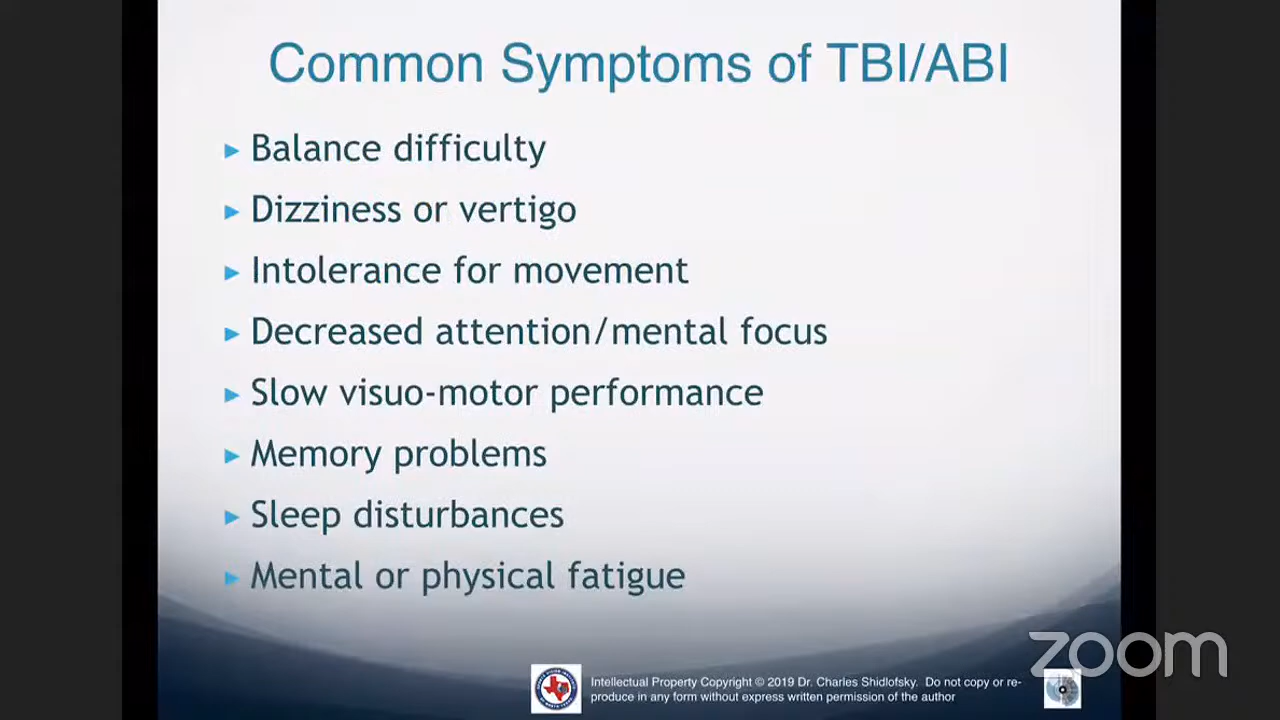 Common Symptoms of TBI/ABI
Balance difficulty
Dizziness or vertigo
Intolerance for movement
Decreased attention/mental focus
Slow visuo-motor performance
Memory problems
Sleep disturbances
Mental or physical fatigue
Intellectual Property Copyright © 2019 Dr. Charles Shidlofsky. Do not copy or re-
produce in any form without express written permission of the author
zoom